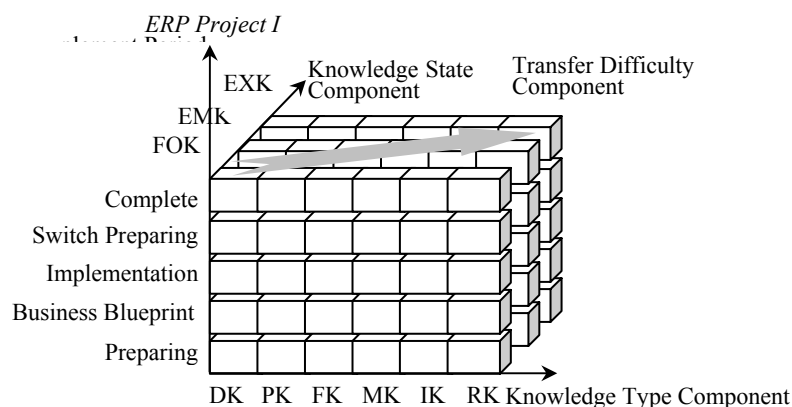 ERP Project I
EXK
Knowledge State
Component
Transfer Difficulty
Component
EMK
FOK
Complete
Switch Preparing
Implementation
Business Blueprint
Preparing
DK PK FK MK IK RK Knowledge Type Component